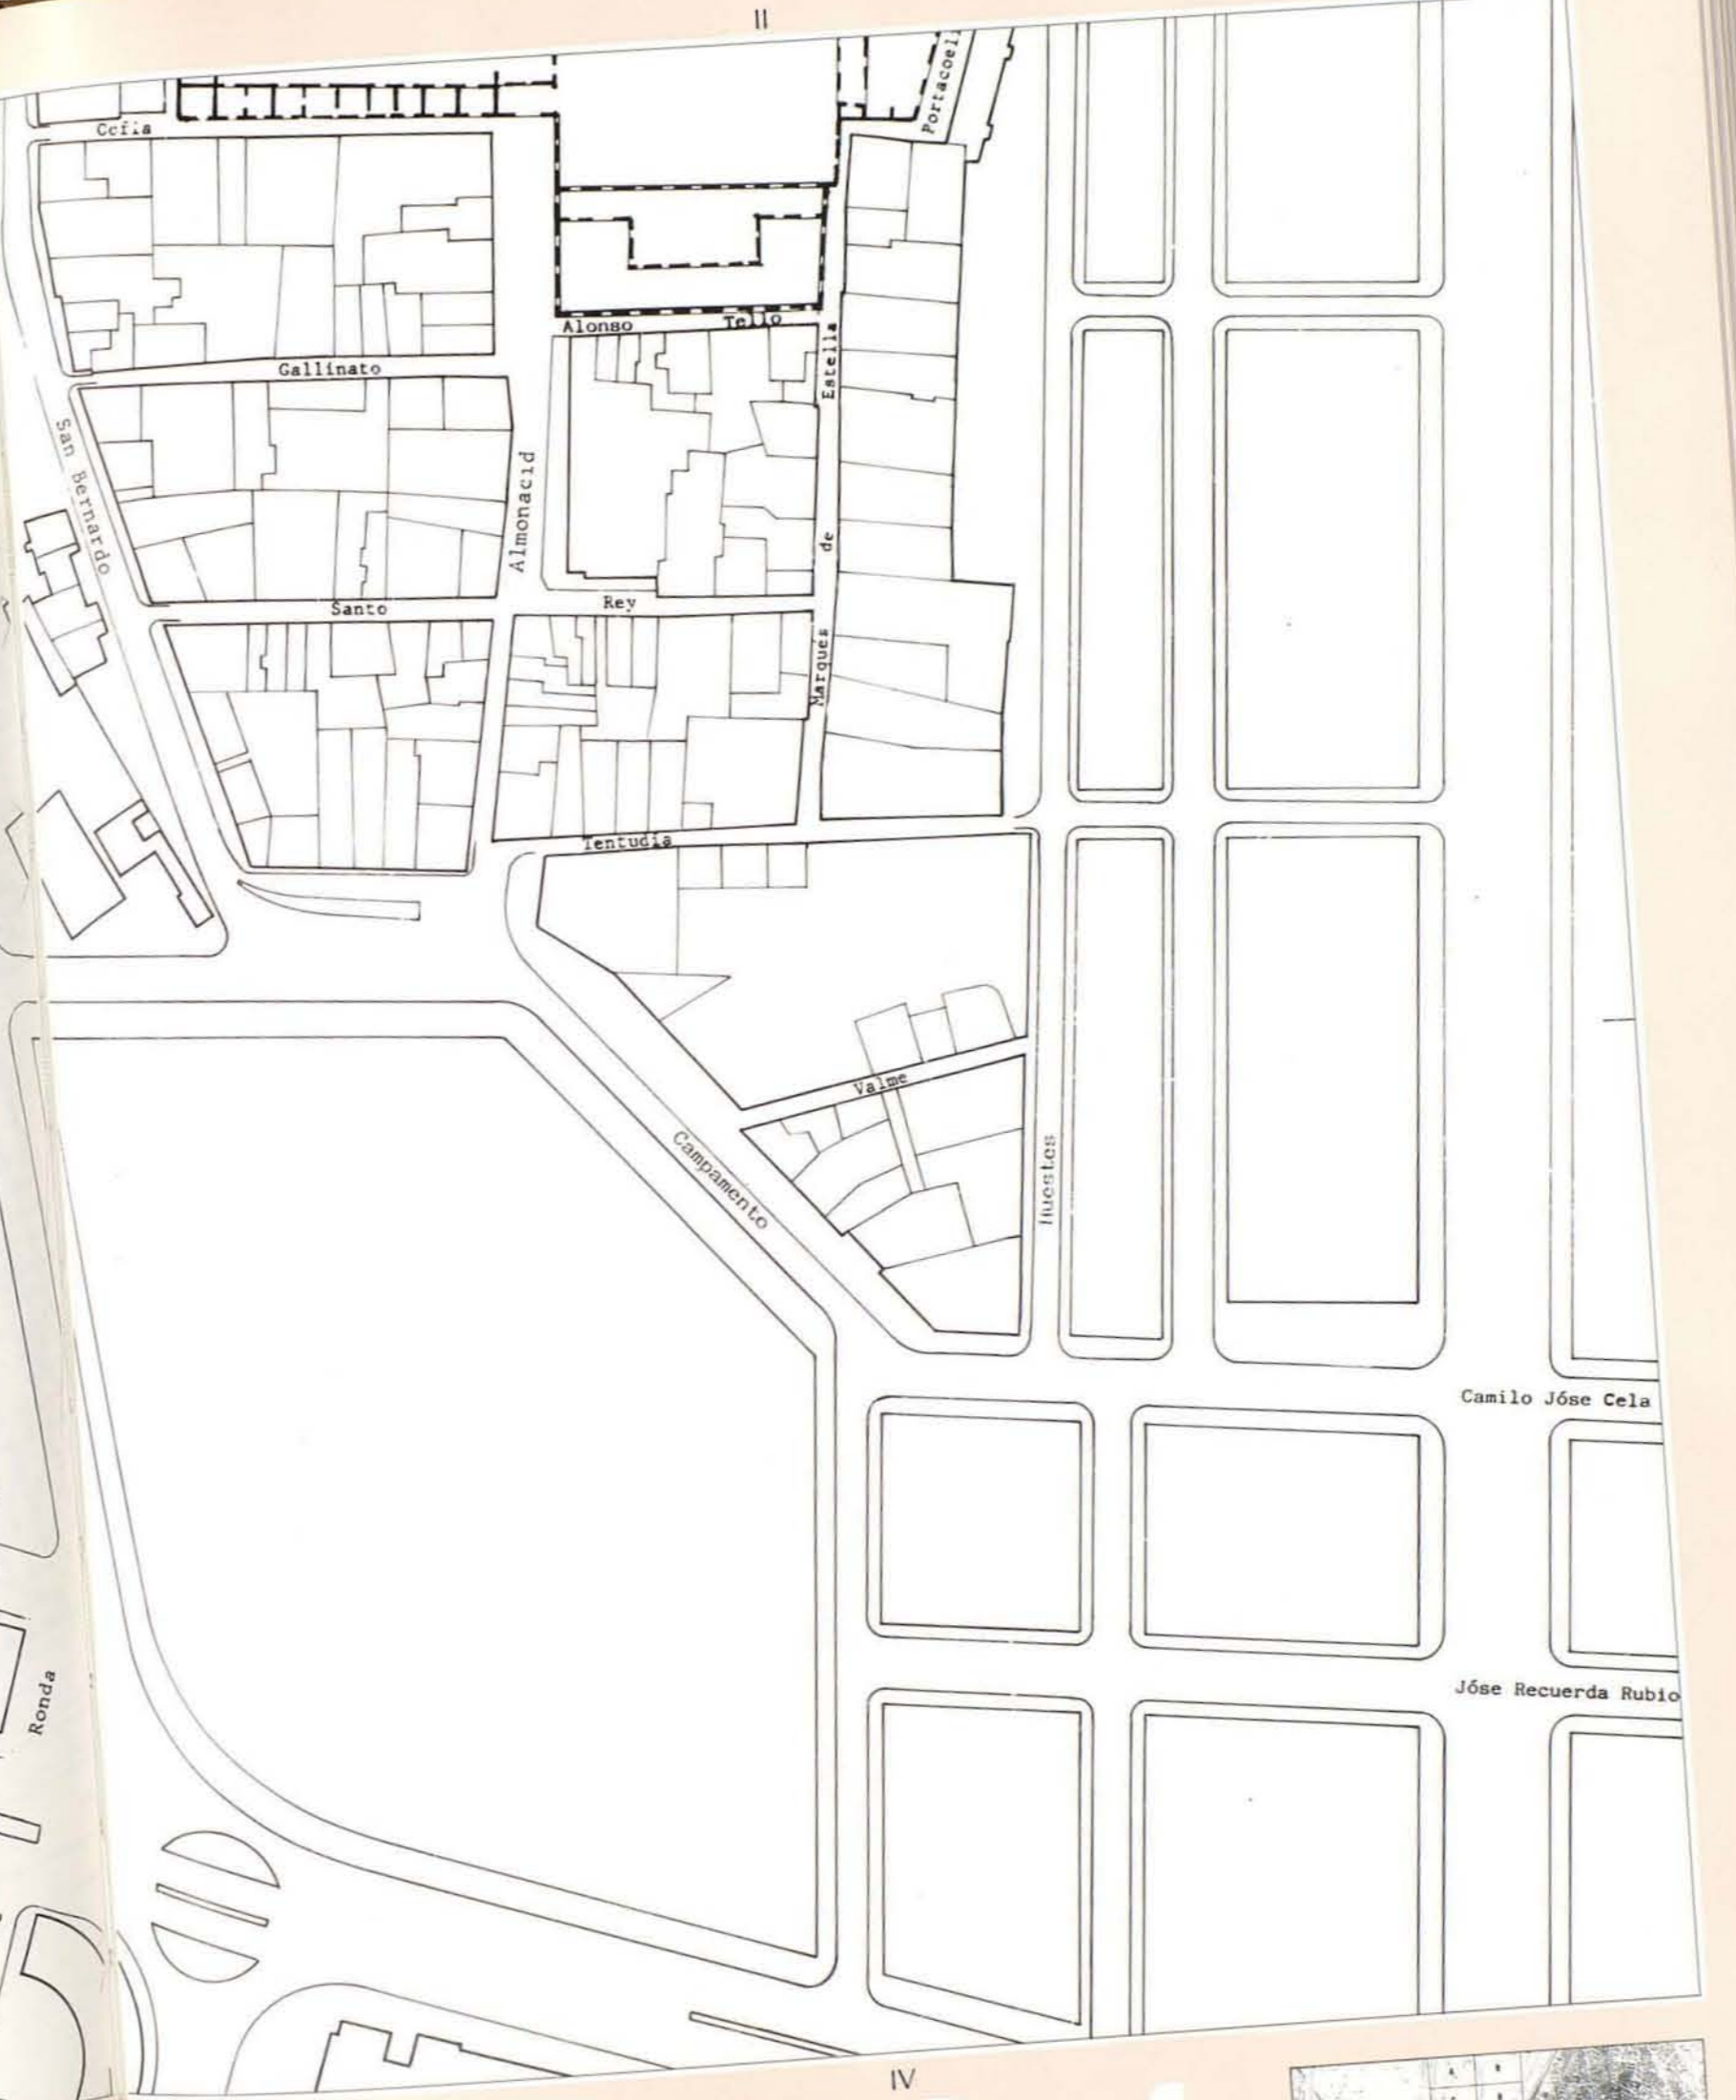 II
Portacoeli
Cofia
Alonso Tello
Gallinato
Marques de Estella
San Bernardo
Almonacid
Santo Rey
Tentudia
Valme
Campamento
Huestes
Camilo Jóse Cela
Jóse Recuerda Rubio
Ronda
IV